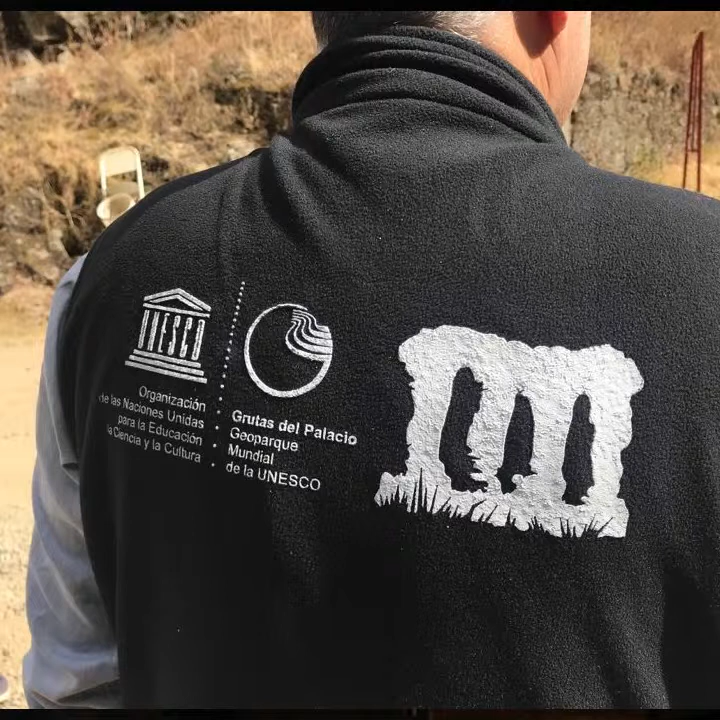 UNESCO
Organización
de las Naciones Unidas
para la Educación
la Ciencia y la Cultura
Grutas del Palacio
Geoparque
Mundial
de la UNESCO